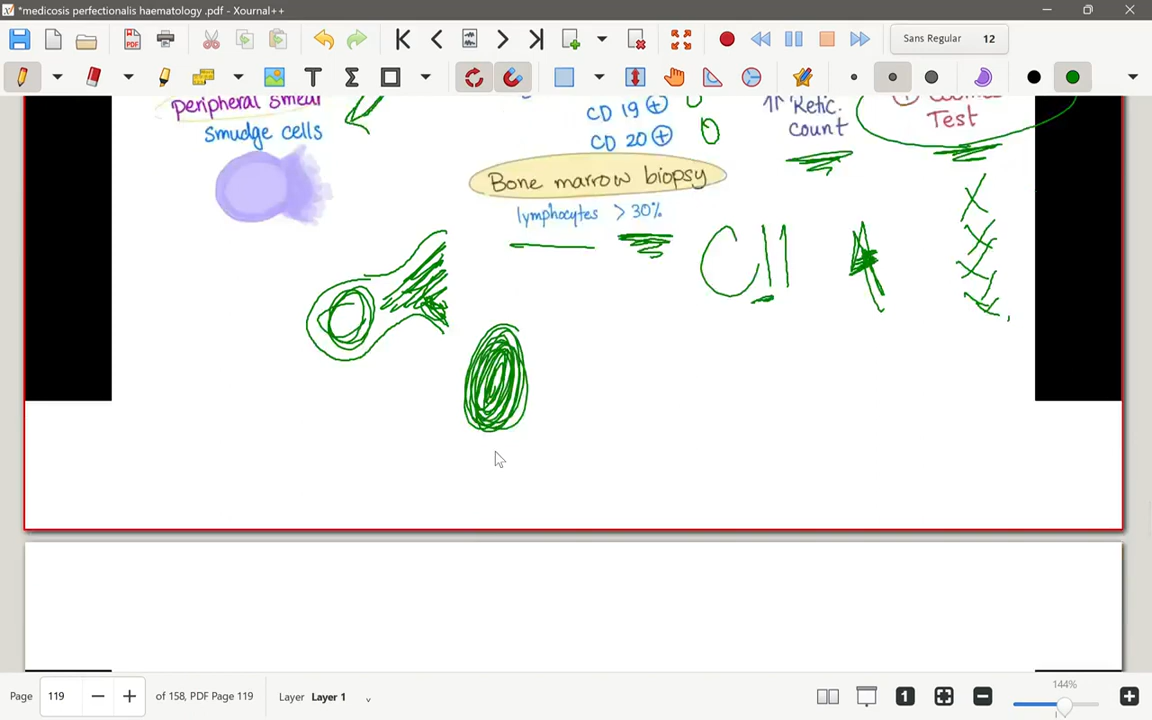 *medicosis perfectionalis haematology .pdf - Xournal++
Sans Regular 12
Peripheral smear
smudge cells
CD 19 +
CD 20 +
↑ Retic.
count
Test
Bone marrow biopsy
lymphocytes > 30%
Cll
Page 119 of 158, PDF Page 119 Layer Layer 1
144%